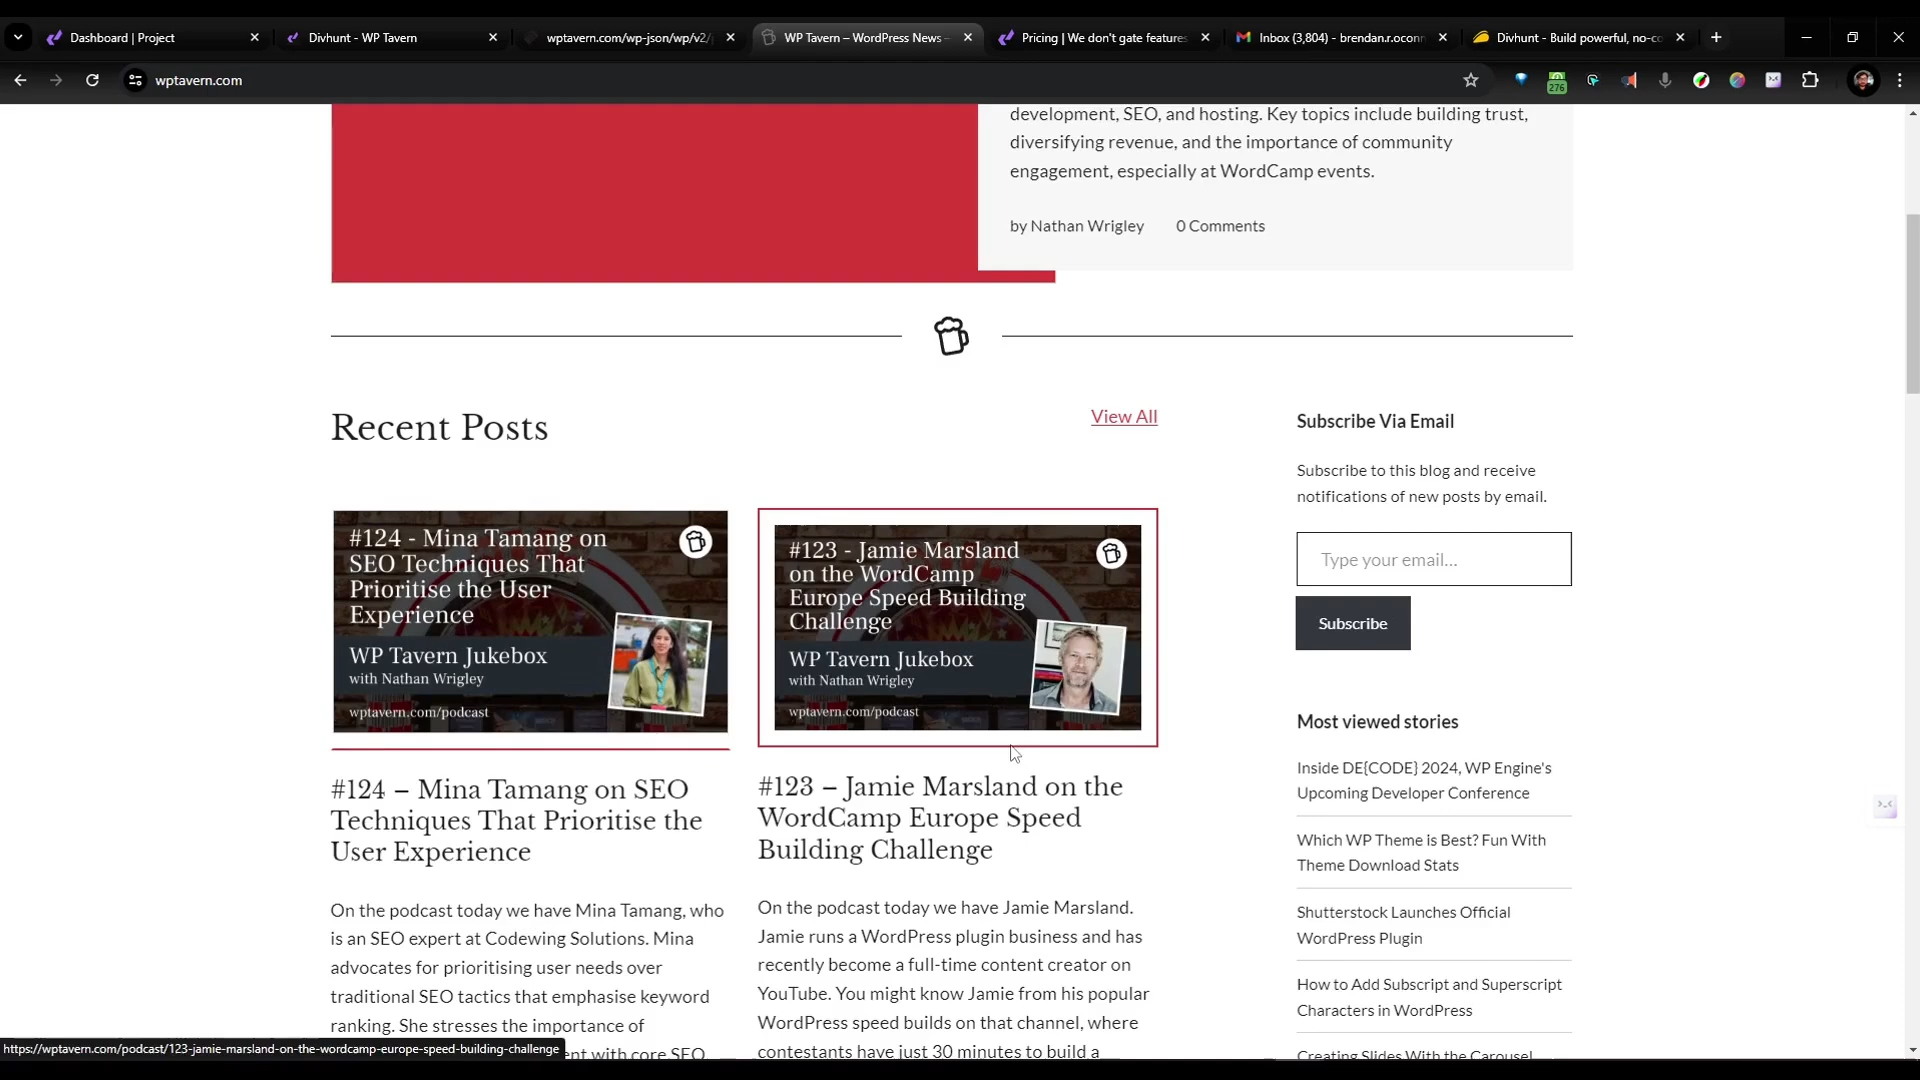 Dashboard | Project
Divhunt - WP Tavern
wptavern.com/wp-json/wp/v2/
WP Tavern – WordPress News
Pricing | We don't gate features
Inbox (3,804) - brendan.r.oconn
Divhunt - Build powerful, no-co
wptavern.com
276
development, SEO, and hosting. Key topics include building trust,
diversifying revenue, and the importance of community
engagement, especially at WordCamp events.
by Nathan Wrigley 0 Comments
Recent Posts
View All
#124 - Mina Tamang on
SEO Techniques That
Prioritise the User
Experience
WP Tavern Jukebox
with Nathan Wrigley
wptavern.com/podcast
#124 – Mina Tamang on SEO
Techniques That Prioritise the
User Experience
On the podcast today we have Mina Tamang, who
is an SEO expert at Codewing Solutions. Mina
advocates for prioritising user needs over
traditional SEO tactics that emphasise keyword
ranking. She stresses the importance of
ent with core SEO
#123 - Jamie Marsland
on the WordCamp
Europe Speed Building
Challenge
WP Tavern Jukebox
with Nathan Wrigley
wptavern.com/podcast
#123 – Jamie Marsland on the
WordCamp Europe Speed
Building Challenge
On the podcast today we have Jamie Marsland.
Jamie runs a WordPress plugin business and has
recently become a full-time content creator on
YouTube. You might know Jamie from his popular
WordPress speed builds on that channel, where
contestants have just 30 minutes to build a
Subscribe Via Email
Subscribe to this blog and receive
notifications of new posts by email.
Type your email…
Subscribe
Most viewed stories
Inside DE{CODE} 2024, WP Engine's
Upcoming Developer Conference
Which WP Theme is Best? Fun With
Theme Download Stats
Shutterstock Launches Official
WordPress Plugin
How to Add Subscript and Superscript
Characters in WordPress
Creating Slides With the Carousel
https://wptavern.com/podcast/123-jamie-marsland-on-the-wordcamp-europe-speed-building-challenge